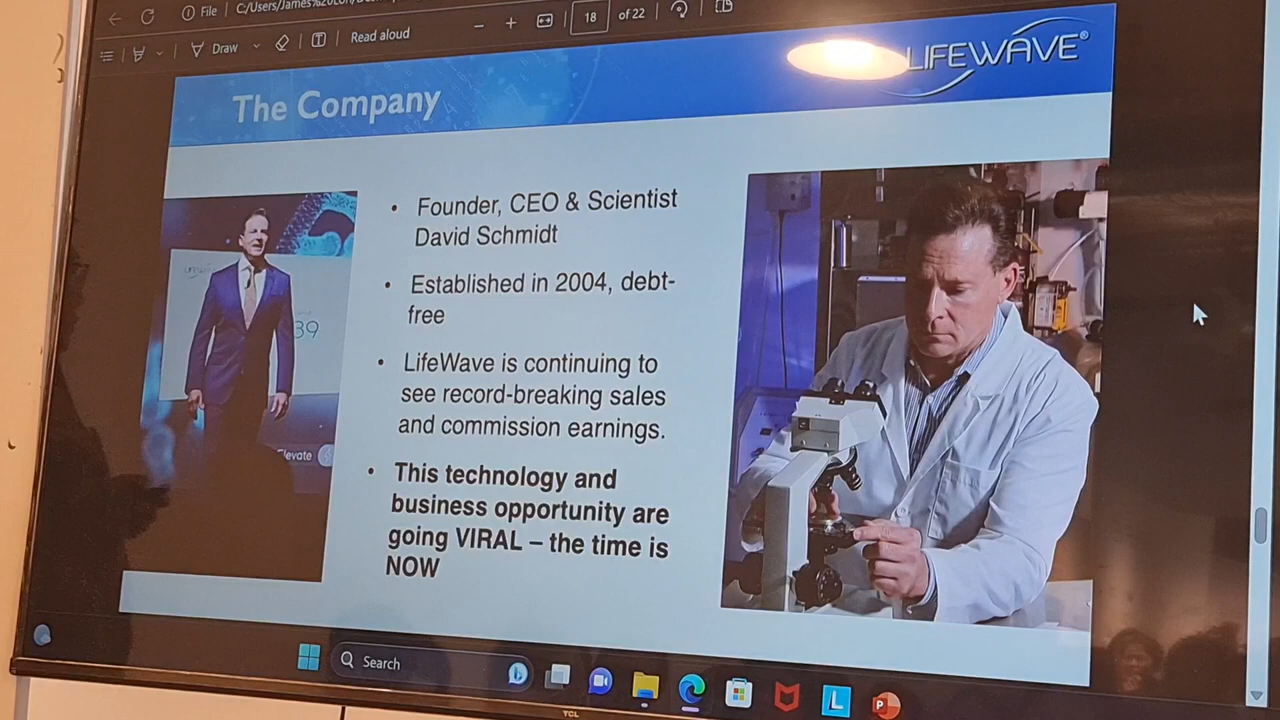 File
18
of 22
Draw
Read aloud
LIFEWAVE®
The Company
Founder, CEO & Scientist
David Schmidt
Established in 2004, debt-
free
LifeWave is continuing to
see record-breaking sales
and commission earnings.
This technology and
business opportunity are
going VIRAL – the time is
NOW
39
Elevate
Search
TCL